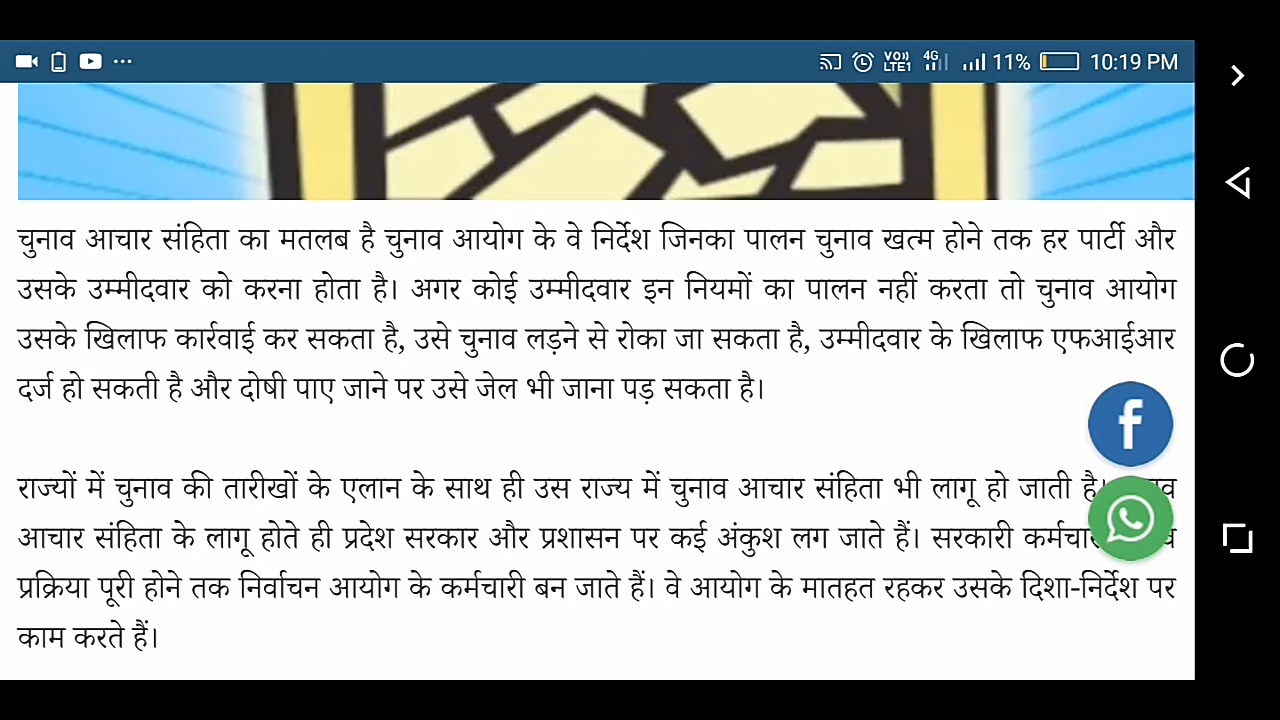 VO)) LTE1 4G 11% 10:19 PM
चुनाव आचार संहिता का मतलब है चुनाव आयोग के वे निर्देश जिनका पालन चुनाव खत्म होने तक हर पार्टी और
उसके उम्मीदवार को करना होता है। अगर कोई उम्मीदवार इन नियमों का पालन नहीं करता तो चुनाव आयोग
उसके खिलाफ कार्रवाई कर सकता है, उसे चुनाव लड़ने से रोका जा सकता है, उम्मीदवार के खिलाफ एफआईआर
दर्ज हो सकती है और दोषी पाए जाने पर उसे जेल भी जाना पड़ सकता है।
राज्यों में चुनाव की तारीखों के एलान के साथ ही उस राज्य में चुनाव आचार संहिता भी लागू हो जाती है।
आचार संहिता के लागू होते ही प्रदेश सरकार और प्रशासन पर कई अंकुश लग जाते हैं। सरकारी
प्रक्रिया पूरी होने तक निर्वाचन आयोग के कर्मचारी बन जाते हैं। वे आयोग के मातहत रहकर उसके दिशा-निर्देश पर
काम करते हैं।